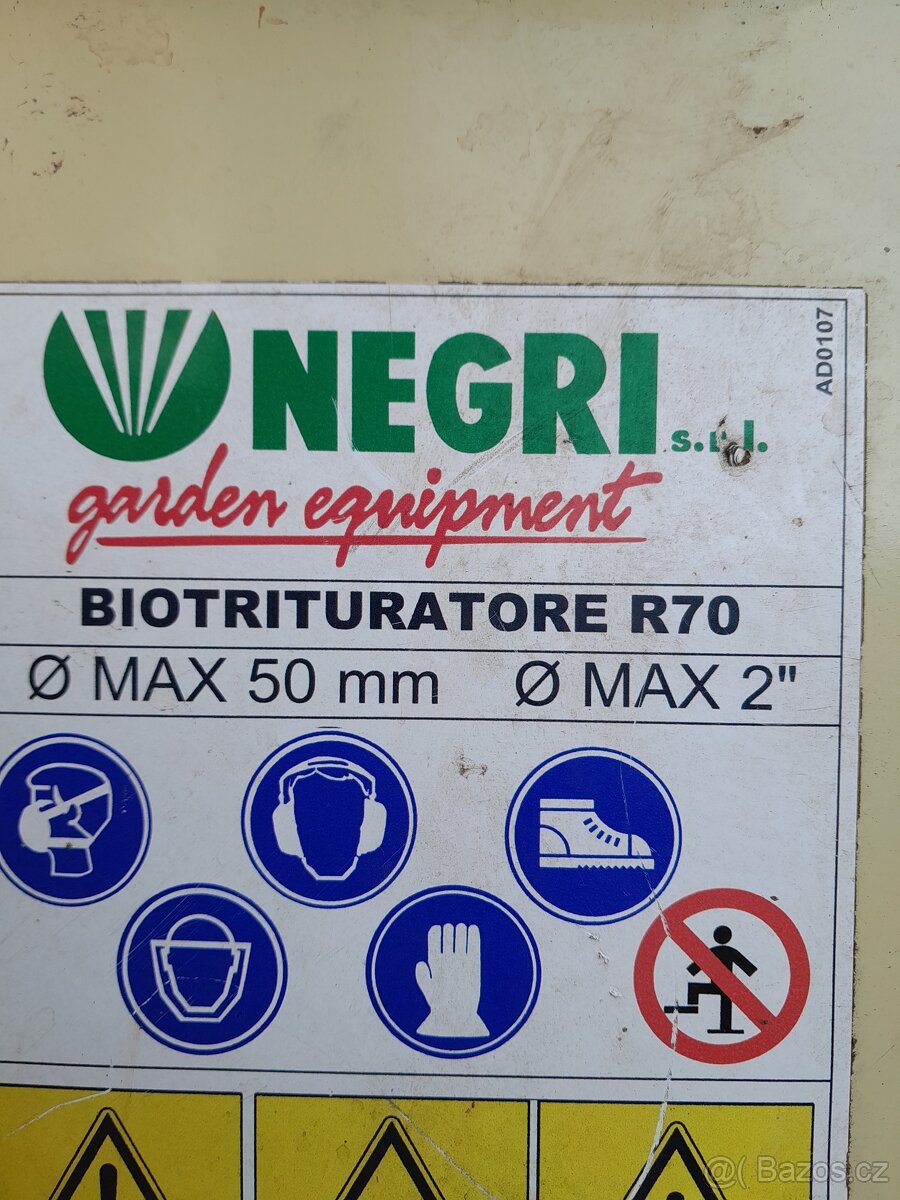 NEGRI s.r.l.
AD0107
garden equipment
BIOTRITURATORE R70
Ø MAX 50 mm Ø MAX 2"
@( Bazos.cz